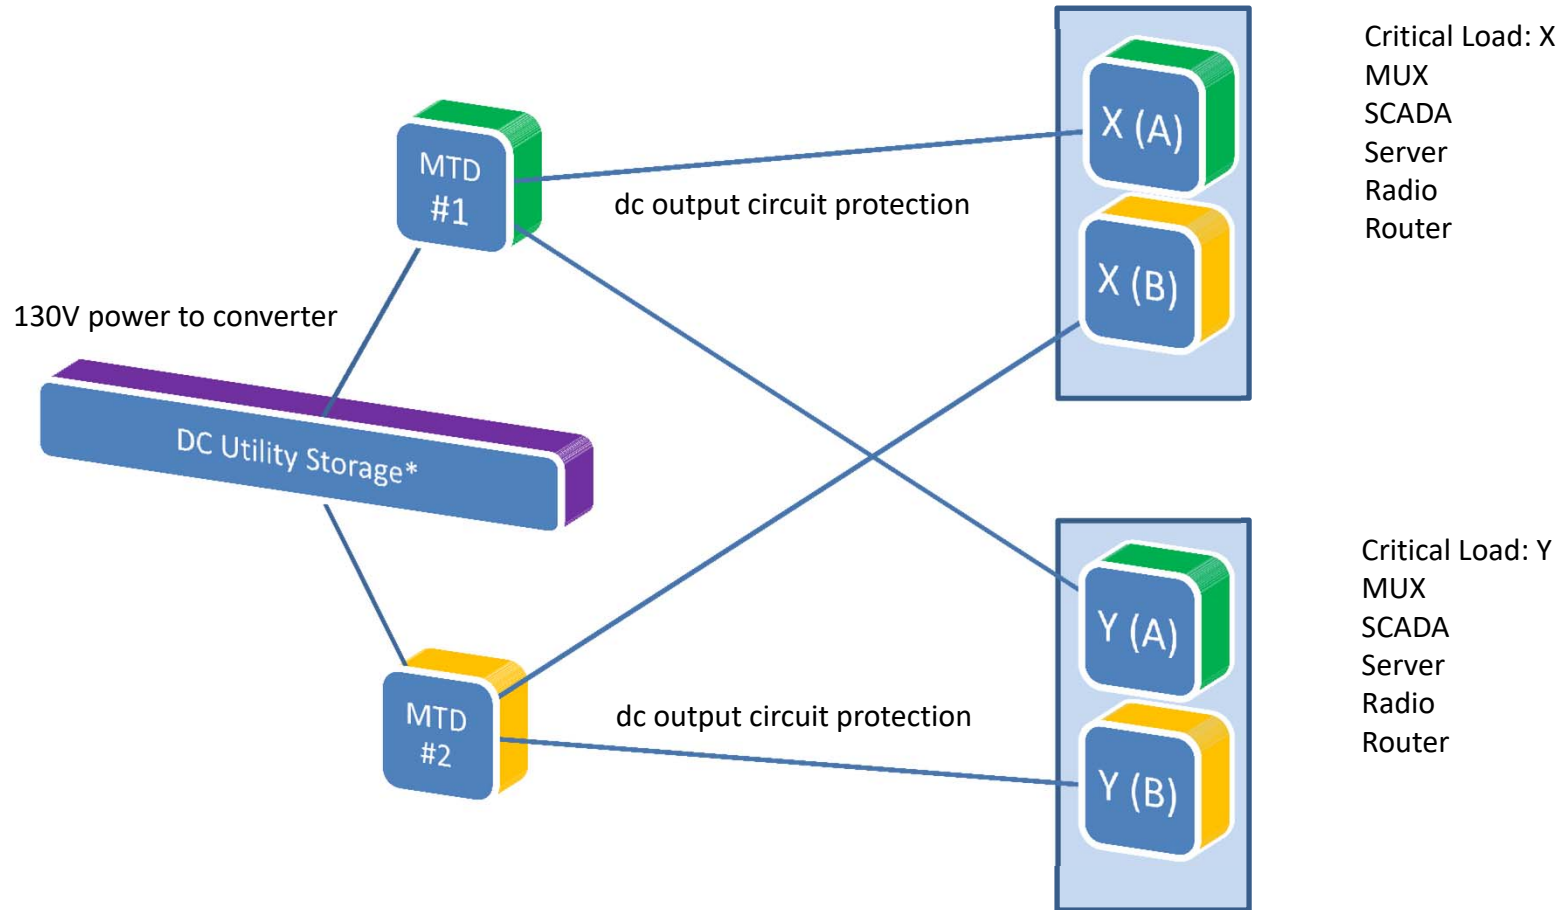 MTD
#1
dc output circuit protection
130V power to converter
DC Utility Storage*
MTD
#2
dc output circuit protection
X (A)
X (B)
Critical Load: X
MUX
SCADA
Server
Radio
Router
Y (A)
Y (B)
Critical Load: Y
MUX
SCADA
Server
Radio
Router